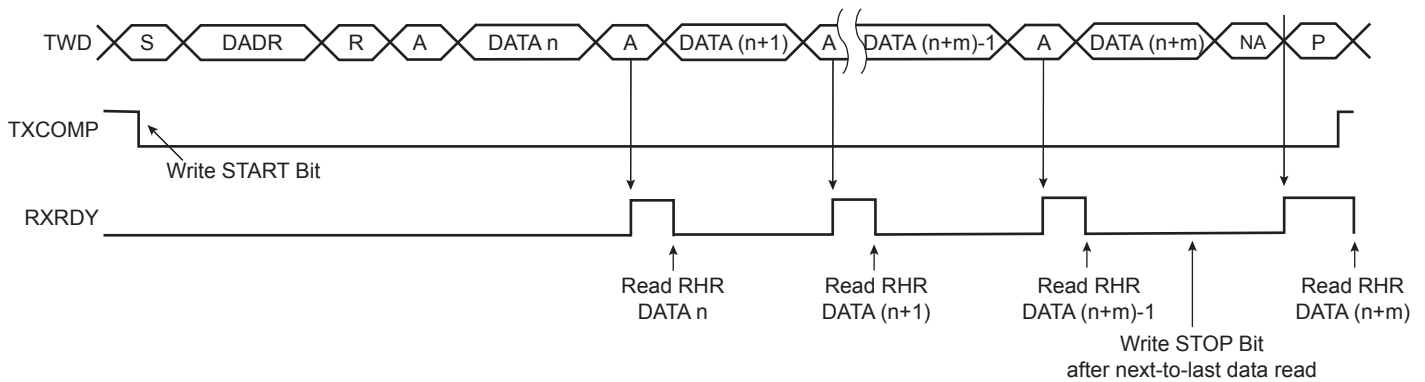 TWD S DADR R A DATA n A DATA (n+1) A DATA (n+m)-1 A DATA (n+m) NA P
TXCOMP
Write START Bit
RXRDY
Read RHR
DATA n
Read RHR
DATA (n+1)
Read RHR
DATA (n+m)-1
Read RHR
DATA (n+m)
Write STOP Bit
after next-to-last data read